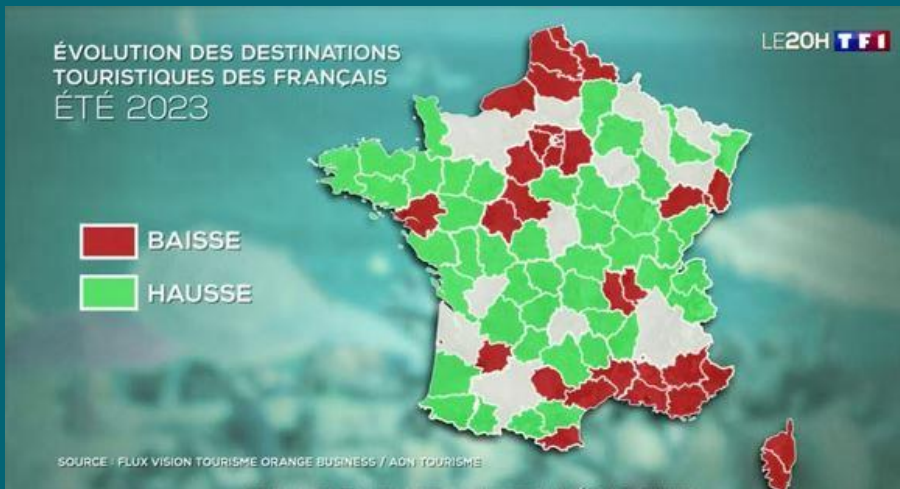 ÉVOLUTION DES DESTINATIONS
TOURISTIQUES DES FRANÇAIS
ÉTÉ 2023
LE20H TF1
BAISSE
HAUSSE
SOURCE : FLUX VISION TOURISME ORANGE BUSINESS / ADN TOURISME